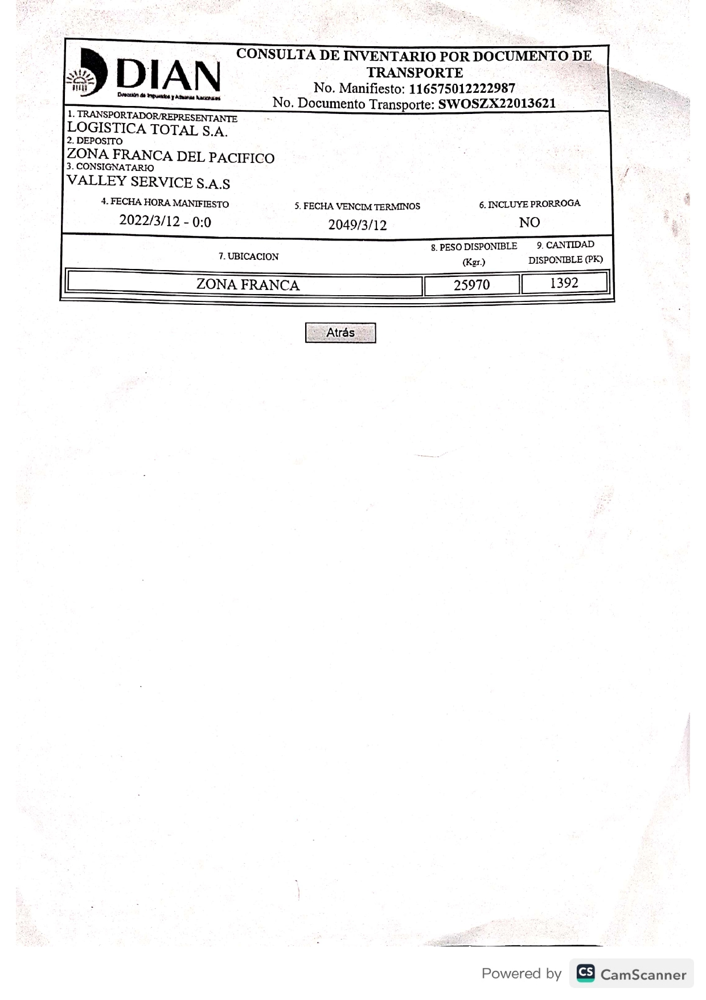 DIAN
Dirección de Impuestos y Aduanas Nacionales
CONSULTA DE INVENTARIO POR DOCUMENTO DE
TRANSPORTE
No. Manifiesto: 116575012222987
No. Documento Transporte: SWOSZX22013621
1. TRANSPORTADOR/REPRESENTANTE
LOGISTICA TOTAL S.A.
2. DEPOSITO
ZONA FRANCA DEL PACIFICO
3. CONSIGNATARIO
VALLEY SERVICE S.A.S
4. FECHA HORA MANIFIESTO 5. FECHA VENCIM TERMINOS 6. INCLUYE PRORROGA
2022/3/12 - 0:0 2049/3/12 NO
7. UBICACION 8. PESO DISPONIBLE (Kgr.) 9. CANTIDAD DISPONIBLE (PK)
ZONA FRANCA 25970 1392
Atrás
Powered by CS CamScanner